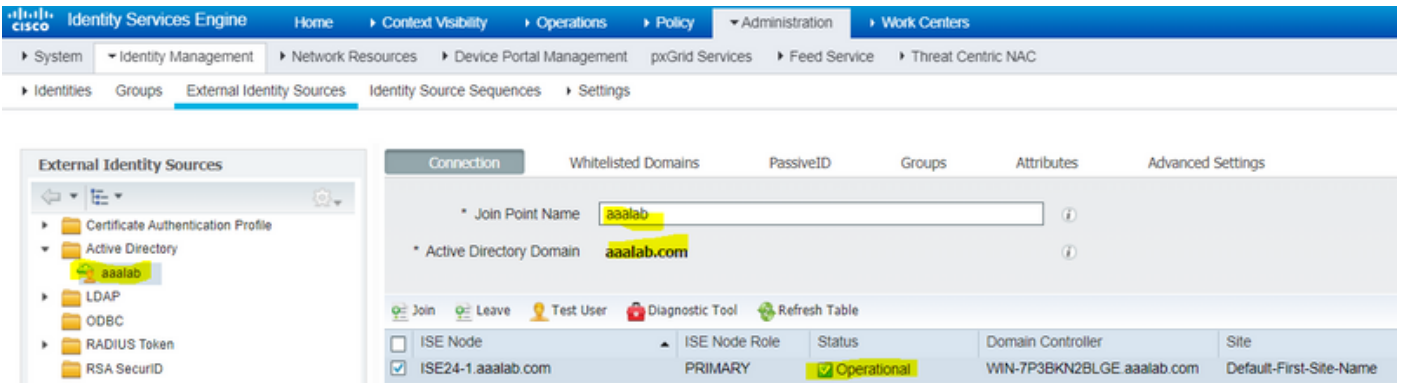 cisco Identity Services Engine Home Context Visibility Operations Policy Administration Work Centers
System Identity Management Network Resources Device Portal Management pxGrid Services Feed Service Threat Centric NAC
Identities Groups External Identity Sources Identity Source Sequences Settings
External Identity Sources
Certificate Authentication Profile
Active Directory
aaalab
LDAP
ODBC
RADIUS Token
RSA SecurID
Connection Whitelisted Domains PassiveID Groups Attributes Advanced Settings
* Join Point Name aaalab
* Active Directory Domain aaalab.com
Join Leave Test User Diagnostic Tool Refresh Table
ISE Node ISE Node Role Status Domain Controller Site
ISE24-1.aaalab.com PRIMARY Operational WIN-7P3BKN2BLGE.aaalab.com Default-First-Site-Name